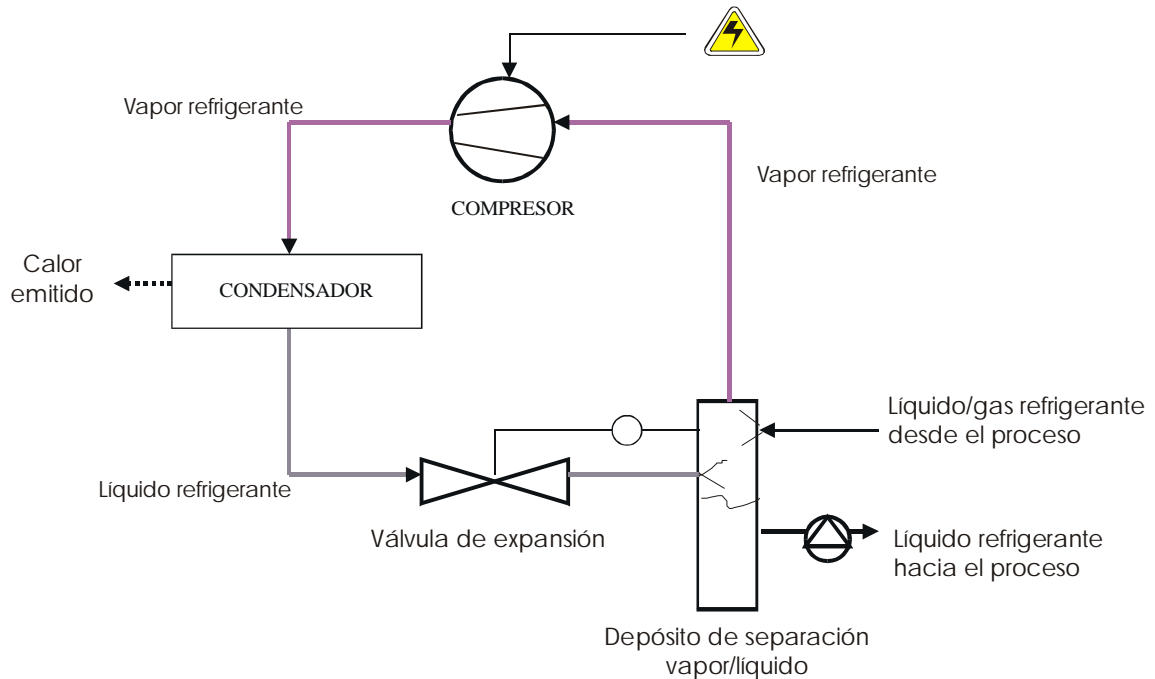 Vapor refrigerante
Vapor refrigerante
COMPRESOR
Calor
emitido
CONDENSADOR
Líquido/gas refrigerante
desde el proceso
Líquido refrigerante
Válvula de expansión
Líquido refrigerante
hacia el proceso
Depósito de separación
vapor/líquido